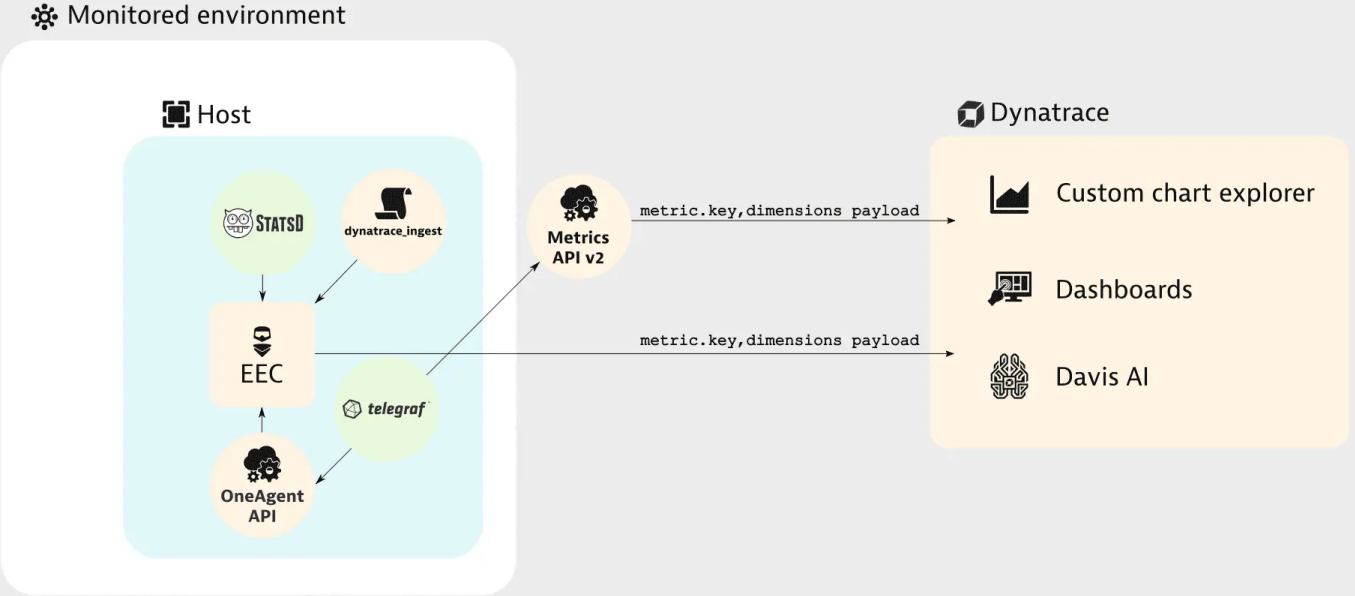 Monitored environment
Host
Dynatrace
STATSD
dynatrace_ingest
Metrics
API v2
metric.key,dimensions payload
Custom chart explorer
Dashboards
EEC
metric.key,dimensions payload
Davis AI
telegraf
OneAgent
API